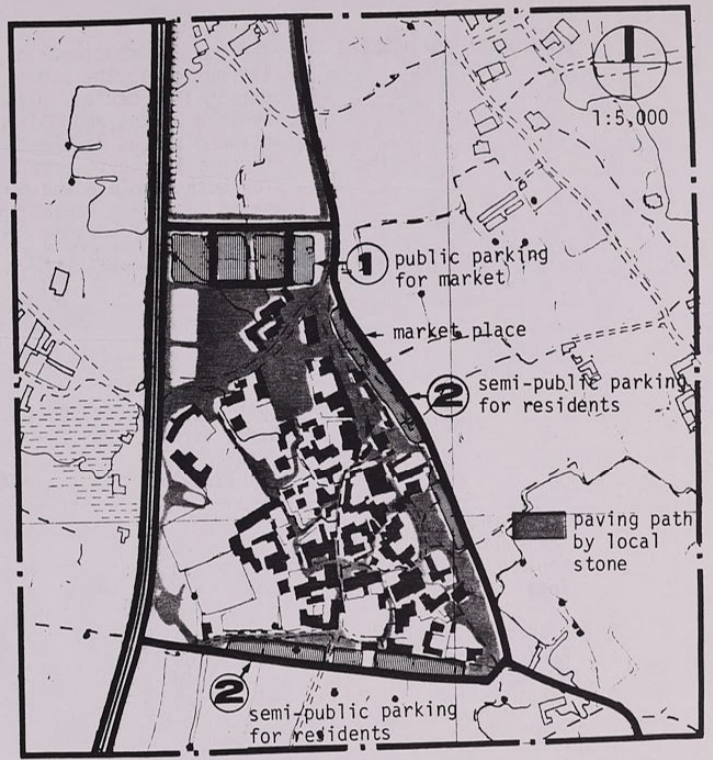 1:5,000
1
public parking
for market
market place
2
semi-public parking
for residents
paving path
by local
stone
2
semi-public parking
for residents